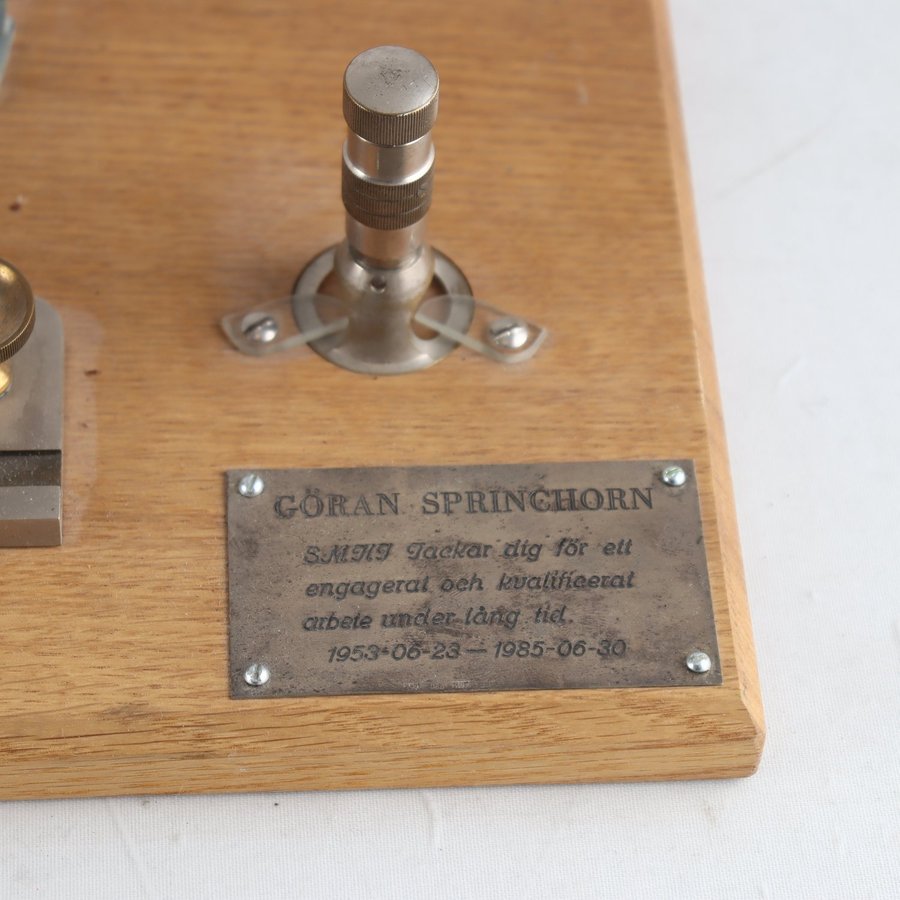 GÖRAN SPRINCHORN
SMHI Tackar dig för ett
engagerat och kvalificerat
arbete under lång tid.
1953-06-23 — 1985-06-30